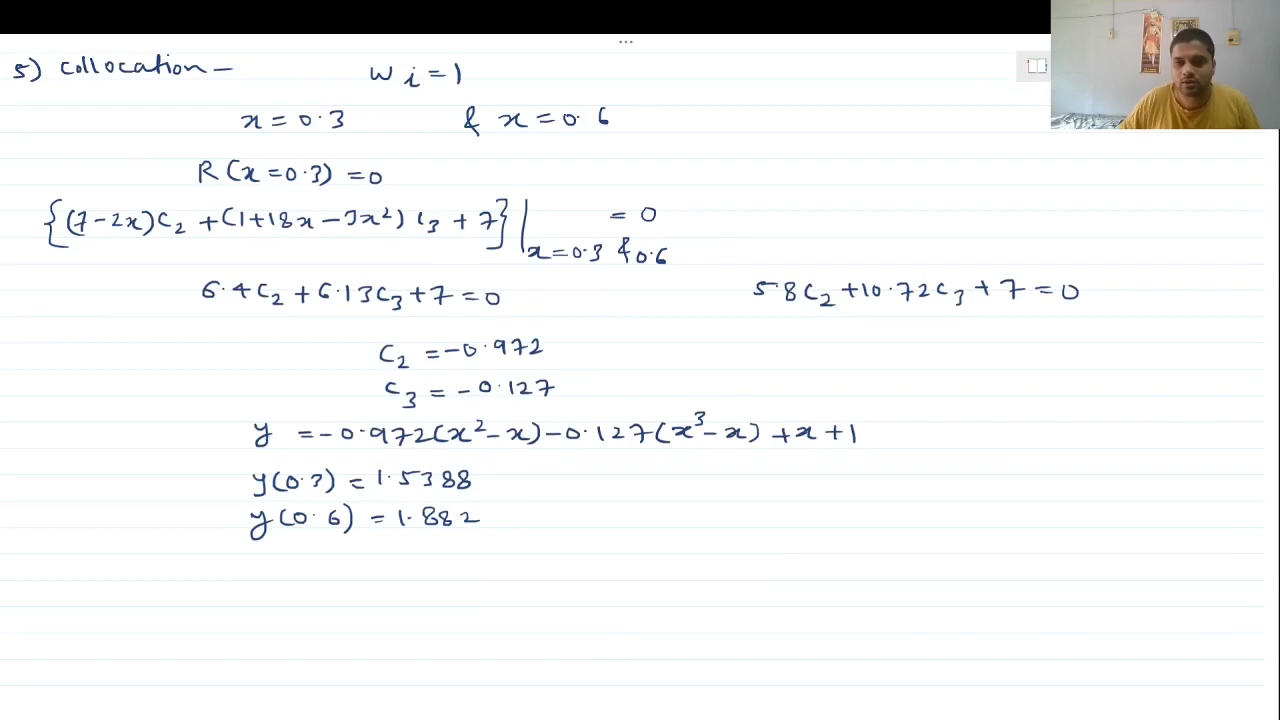 5) Collocation – Wi = 1
x = 0.3 & x = 0.6
R(x = 0.3) = 0
{(7 – 2x)C₂ + (1 + 18x – 3x²) C₃ + 7}| x = 0.3 & 0.6 = 0
6.4C₂ + 6.13C₃ + 7 = 0 5.8C₂ + 10.72C₃ + 7 = 0
C₂ = –0.972
C₃ = –0.127
y = –0.972(x² – x) – 0.127(x³ – x) + x + 1
y(0.3) = 1.5388
y(0.6) = 1.882